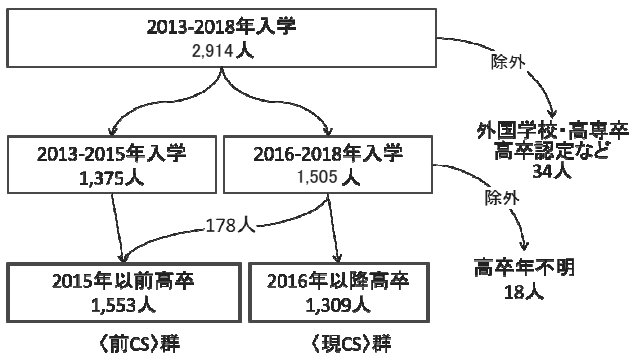 2013-2018年入学
2,914人
除外
外国学校・高専卒
高卒認定など
34人
2013-2015年入学
1,375人
2016-2018年入学
1,505人
除外
178人
高卒年不明
18人
2015年以前高卒
1,553人
2016年以降高卒
1,309人
〈前CS〉群
〈現CS〉群